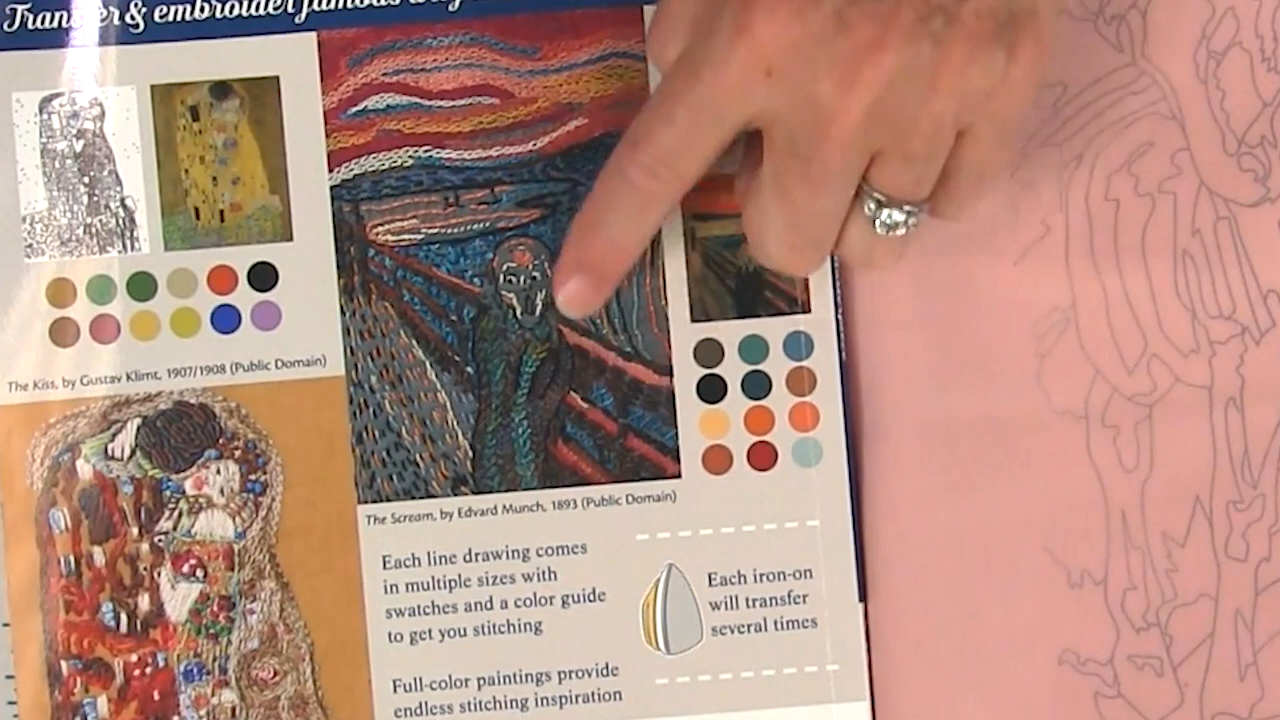 & embroider famous
The Kiss, by Gustav Klimt, 1907/1908 (Public Domain)
The Scream, by Edvard Munch, 1893 (Public Domain)
Each line drawing comes
in multiple sizes with
swatches and a color guide
to get you stitching
Each iron-on
will transfer
several times
Full-color paintings provide
endless stitching inspiration